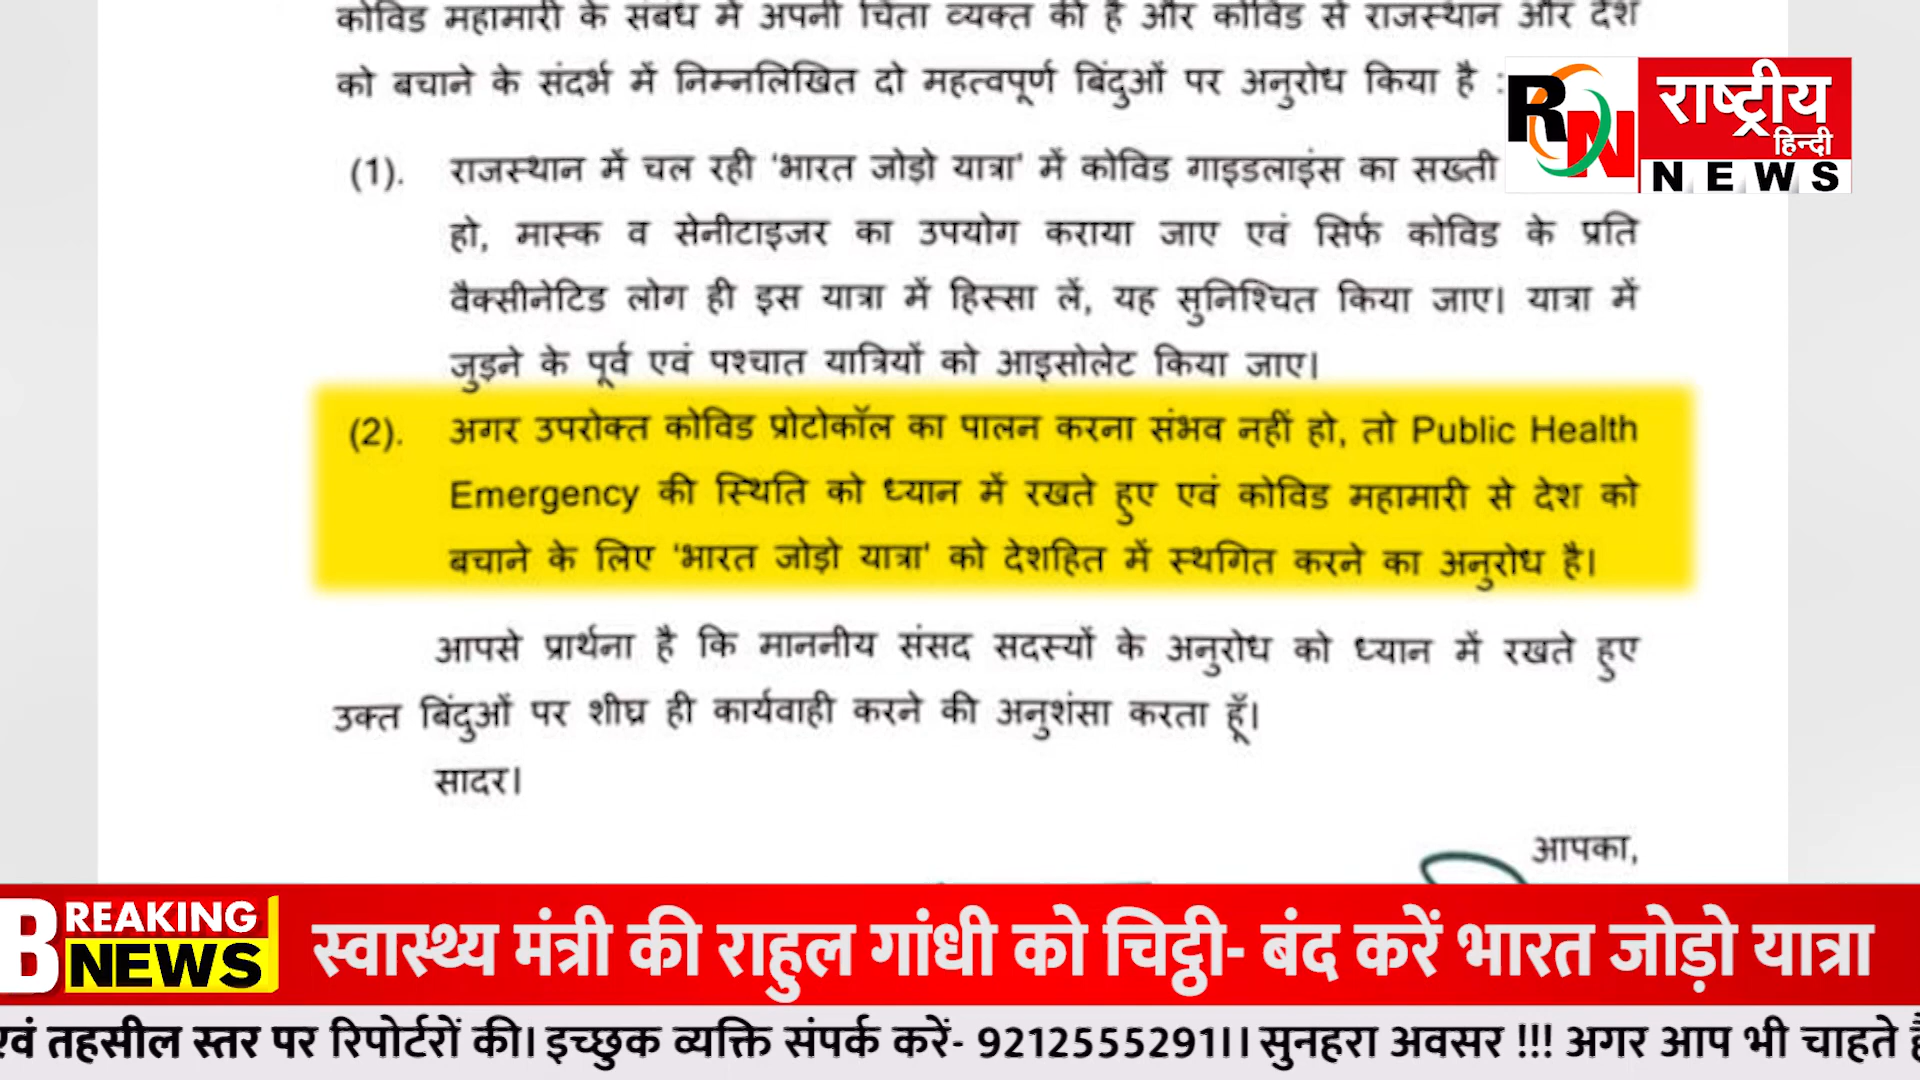 कोविड महामारी के संबंध में अपनी चिंता व्यक्त की है और कोविड से राजस्थान और देश
को बचाने के संदर्भ में निम्नलिखित दो महत्वपूर्ण बिंदुओं पर अनुरोध किया है :
RN राष्ट्रीय
हिन्दी
NEWS
(1). राजस्थान में चल रही 'भारत जोड़ो यात्रा' में कोविड गाइडलाइंस का सख्ती
हो, मास्क व सेनीटाइजर का उपयोग कराया जाए एवं सिर्फ कोविड के प्रति
वैक्सीनेटिड लोग ही इस यात्रा में हिस्सा लें, यह सुनिश्चित किया जाए। यात्रा में
जुड़ने के पूर्व एवं पश्चात यात्रियों को आइसोलेट किया जाए।
(2). अगर उपरोक्त कोविड प्रोटोकॉल का पालन करना संभव नहीं हो, तो Public Health
Emergency की स्थिति को ध्यान में रखते हुए एवं कोविड महामारी से देश को
बचाने के लिए 'भारत जोड़ो यात्रा' को देशहित में स्थगित करने का अनुरोध है।
आपसे प्रार्थना है कि माननीय संसद सदस्यों के अनुरोध को ध्यान में रखते हुए
उक्त बिंदुओं पर शीघ्र ही कार्यवाही करने की अनुशंसा करता हूँ।
सादर।
आपका,
BREAKING
NEWS
स्वास्थ्य मंत्री की राहुल गांधी को चिट्ठी- बंद करें भारत जोड़ो यात्रा
एवं तहसील स्तर पर रिपोर्टरों की। इच्छुक व्यक्ति संपर्क करें- 9212555291।। सुनहरा अवसर !!! अगर आप भी चाहते